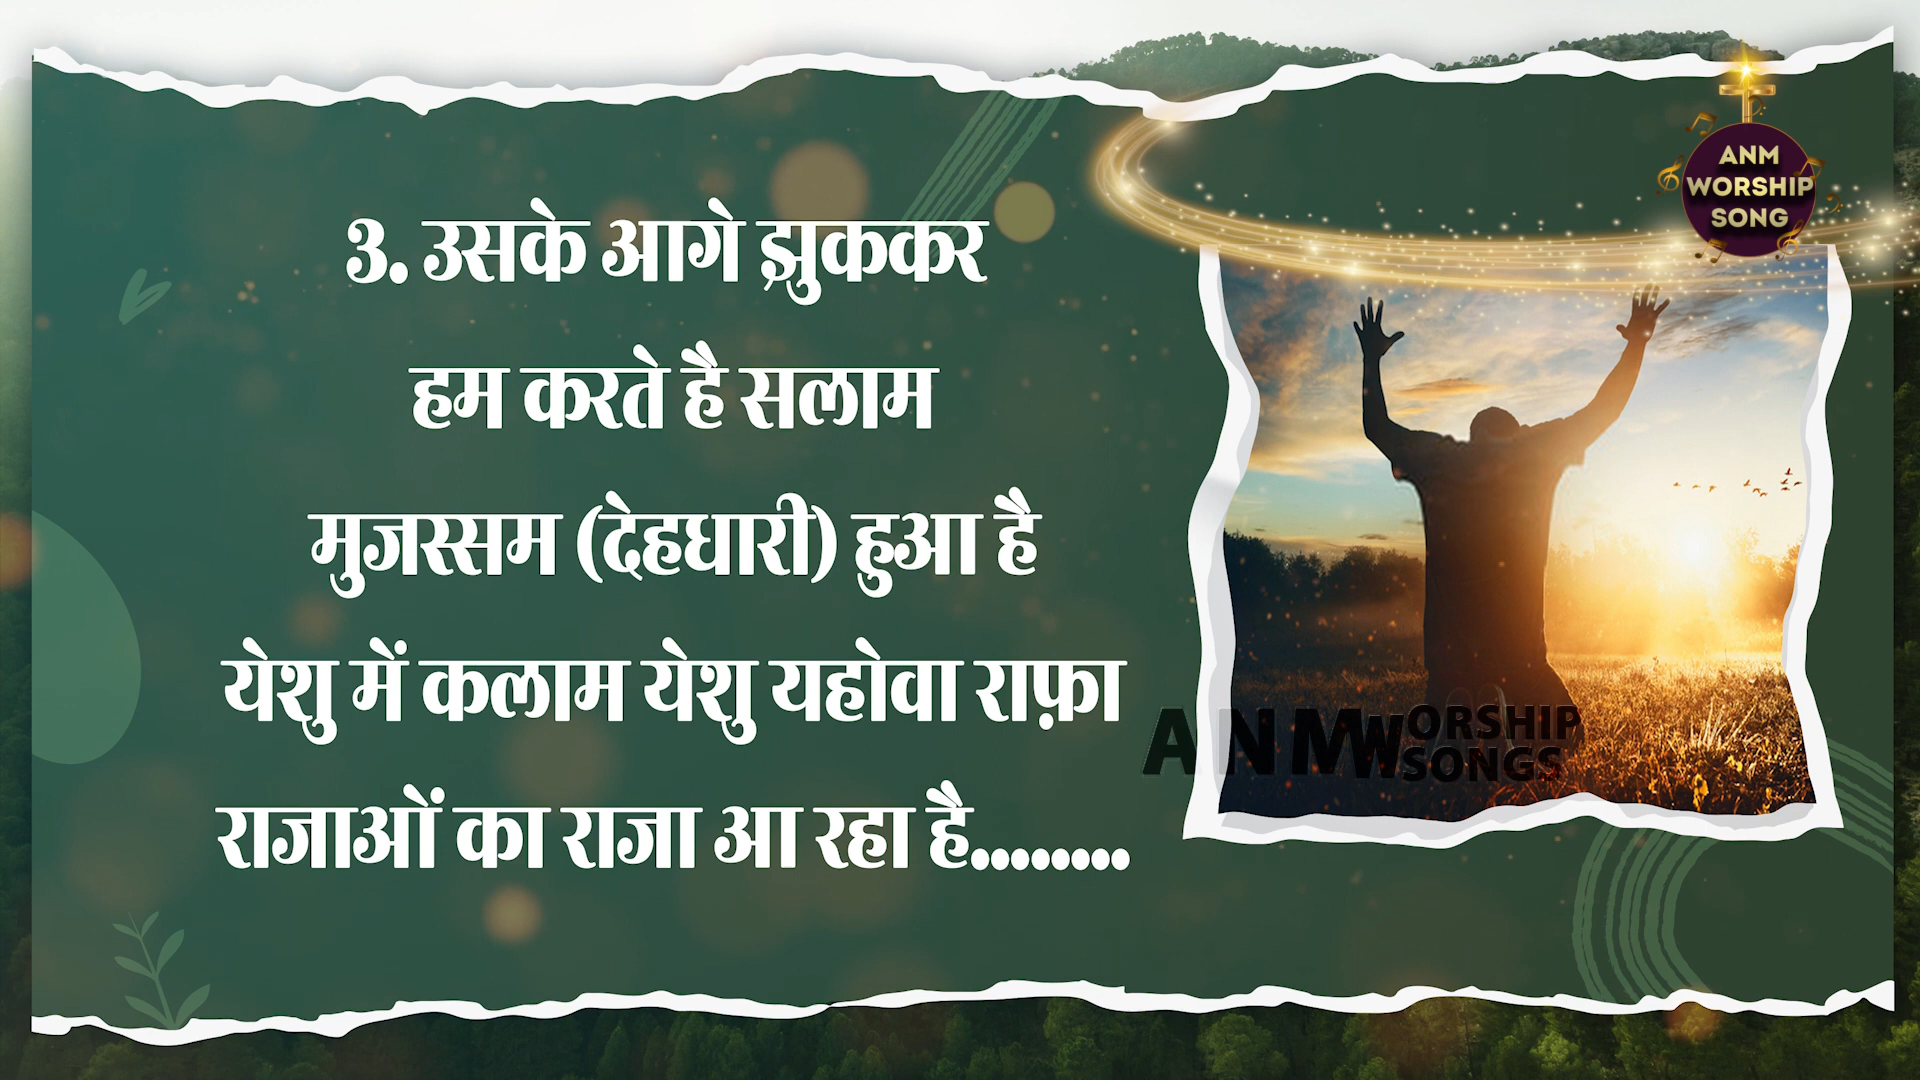 3. उसके आगे झुककर
हम करते है सलाम
मुजस्सम (देहधारी) हुआ है
येशु में कलाम येशु यहोवा राफ़ा
राजाओं का राजा आ रहा है........
ANM
WORSHIP
SONG
ANM WORSHIP
SONGS